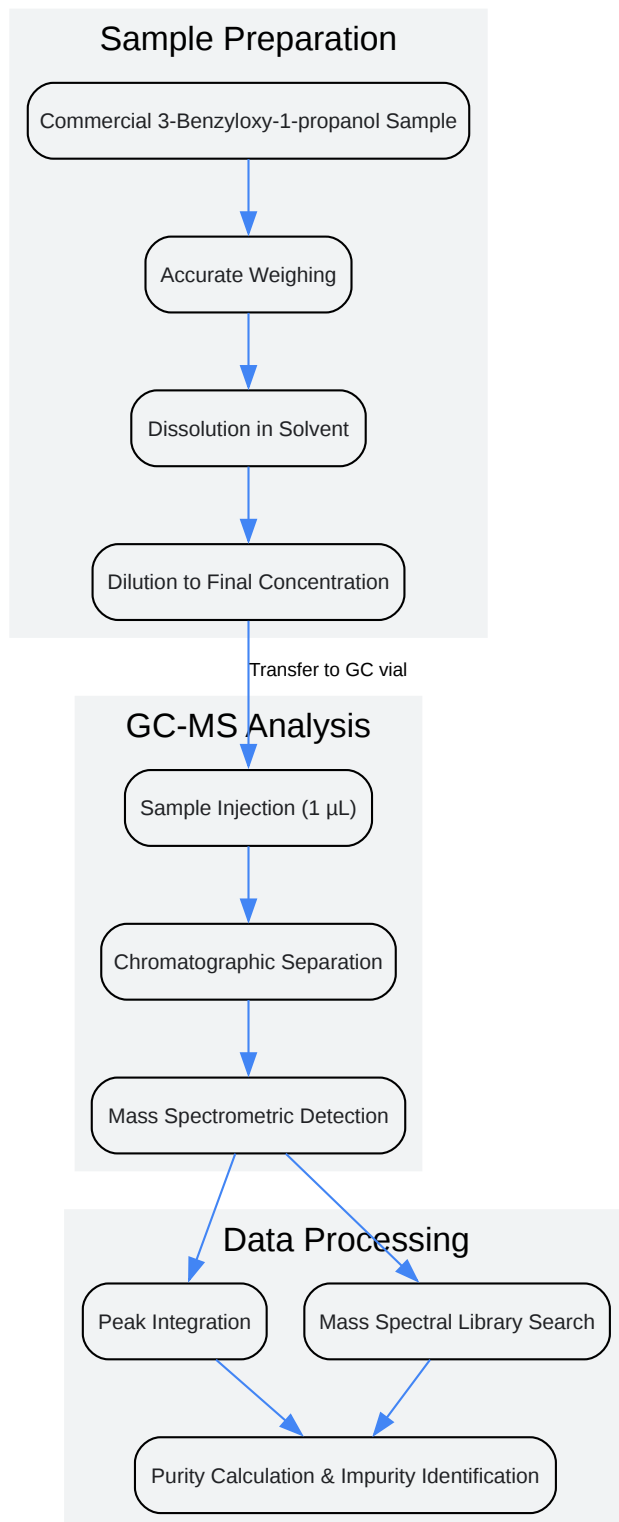 Sample Preparation
Commercial 3-Benzyloxy-1-propanol Sample
Accurate Weighing
Dissolution in Solvent
Dilution to Final Concentration
Transfer to GC vial
GC-MS Analysis
Sample Injection (1 µL)
Chromatographic Separation
Mass Spectrometric Detection
Data Processing
Peak Integration
Mass Spectral Library Search
Purity Calculation & Impurity Identification